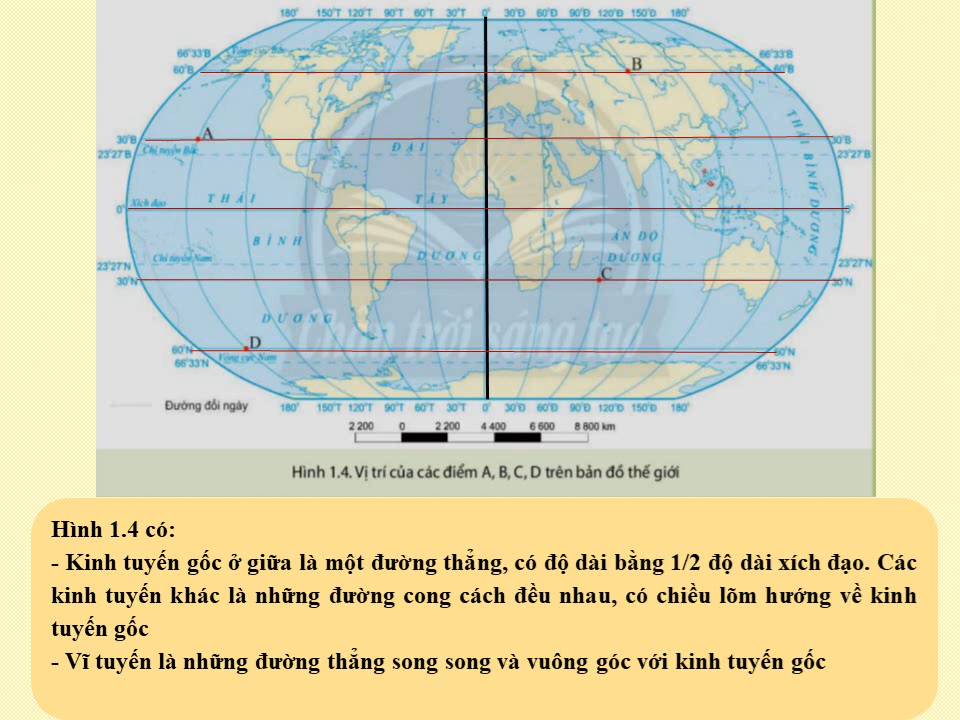 180° 150°T 120°T 90°T 60°T 30°T 0° 30°Đ 60°Đ 90°Đ 120°Đ 150°Đ 180°
66°33'B Vòng cực Bắc 66°33'B
60°B B 60°B
30°B A 30°B
23°27'B Chí tuyến Bắc ĐẠI 23°27'B
THÁI BÌNH DƯƠNG
0° Xích đạo THÁI TÂY 0°
BÌNH DƯƠNG ẤN ĐỘ DƯƠNG
23°27'N Chí tuyến Nam 23°27'N
30°N C 30°N
DƯƠNG
Chân trời sáng tạo
60°N D 60°N
66°33'N Vòng cực Nam 66°33'N
Đường đổi ngày 180° 150°T 120°T 90°T 60°T 30°T 0° 30°Đ 60°Đ 90°Đ 120°Đ 150°Đ 180°
2 200 0 2 200 4 400 6 600 8 800 km
Hình 1.4. Vị trí của các điểm A, B, C, D trên bản đồ thế giới
Hình 1.4 có:
- Kinh tuyến gốc ở giữa là một đường thẳng, có độ dài bằng 1/2 độ dài xích đạo. Các
kinh tuyến khác là những đường cong cách đều nhau, có chiều lõm hướng về kinh
tuyến gốc
- Vĩ tuyến là những đường thẳng song song và vuông góc với kinh tuyến gốc